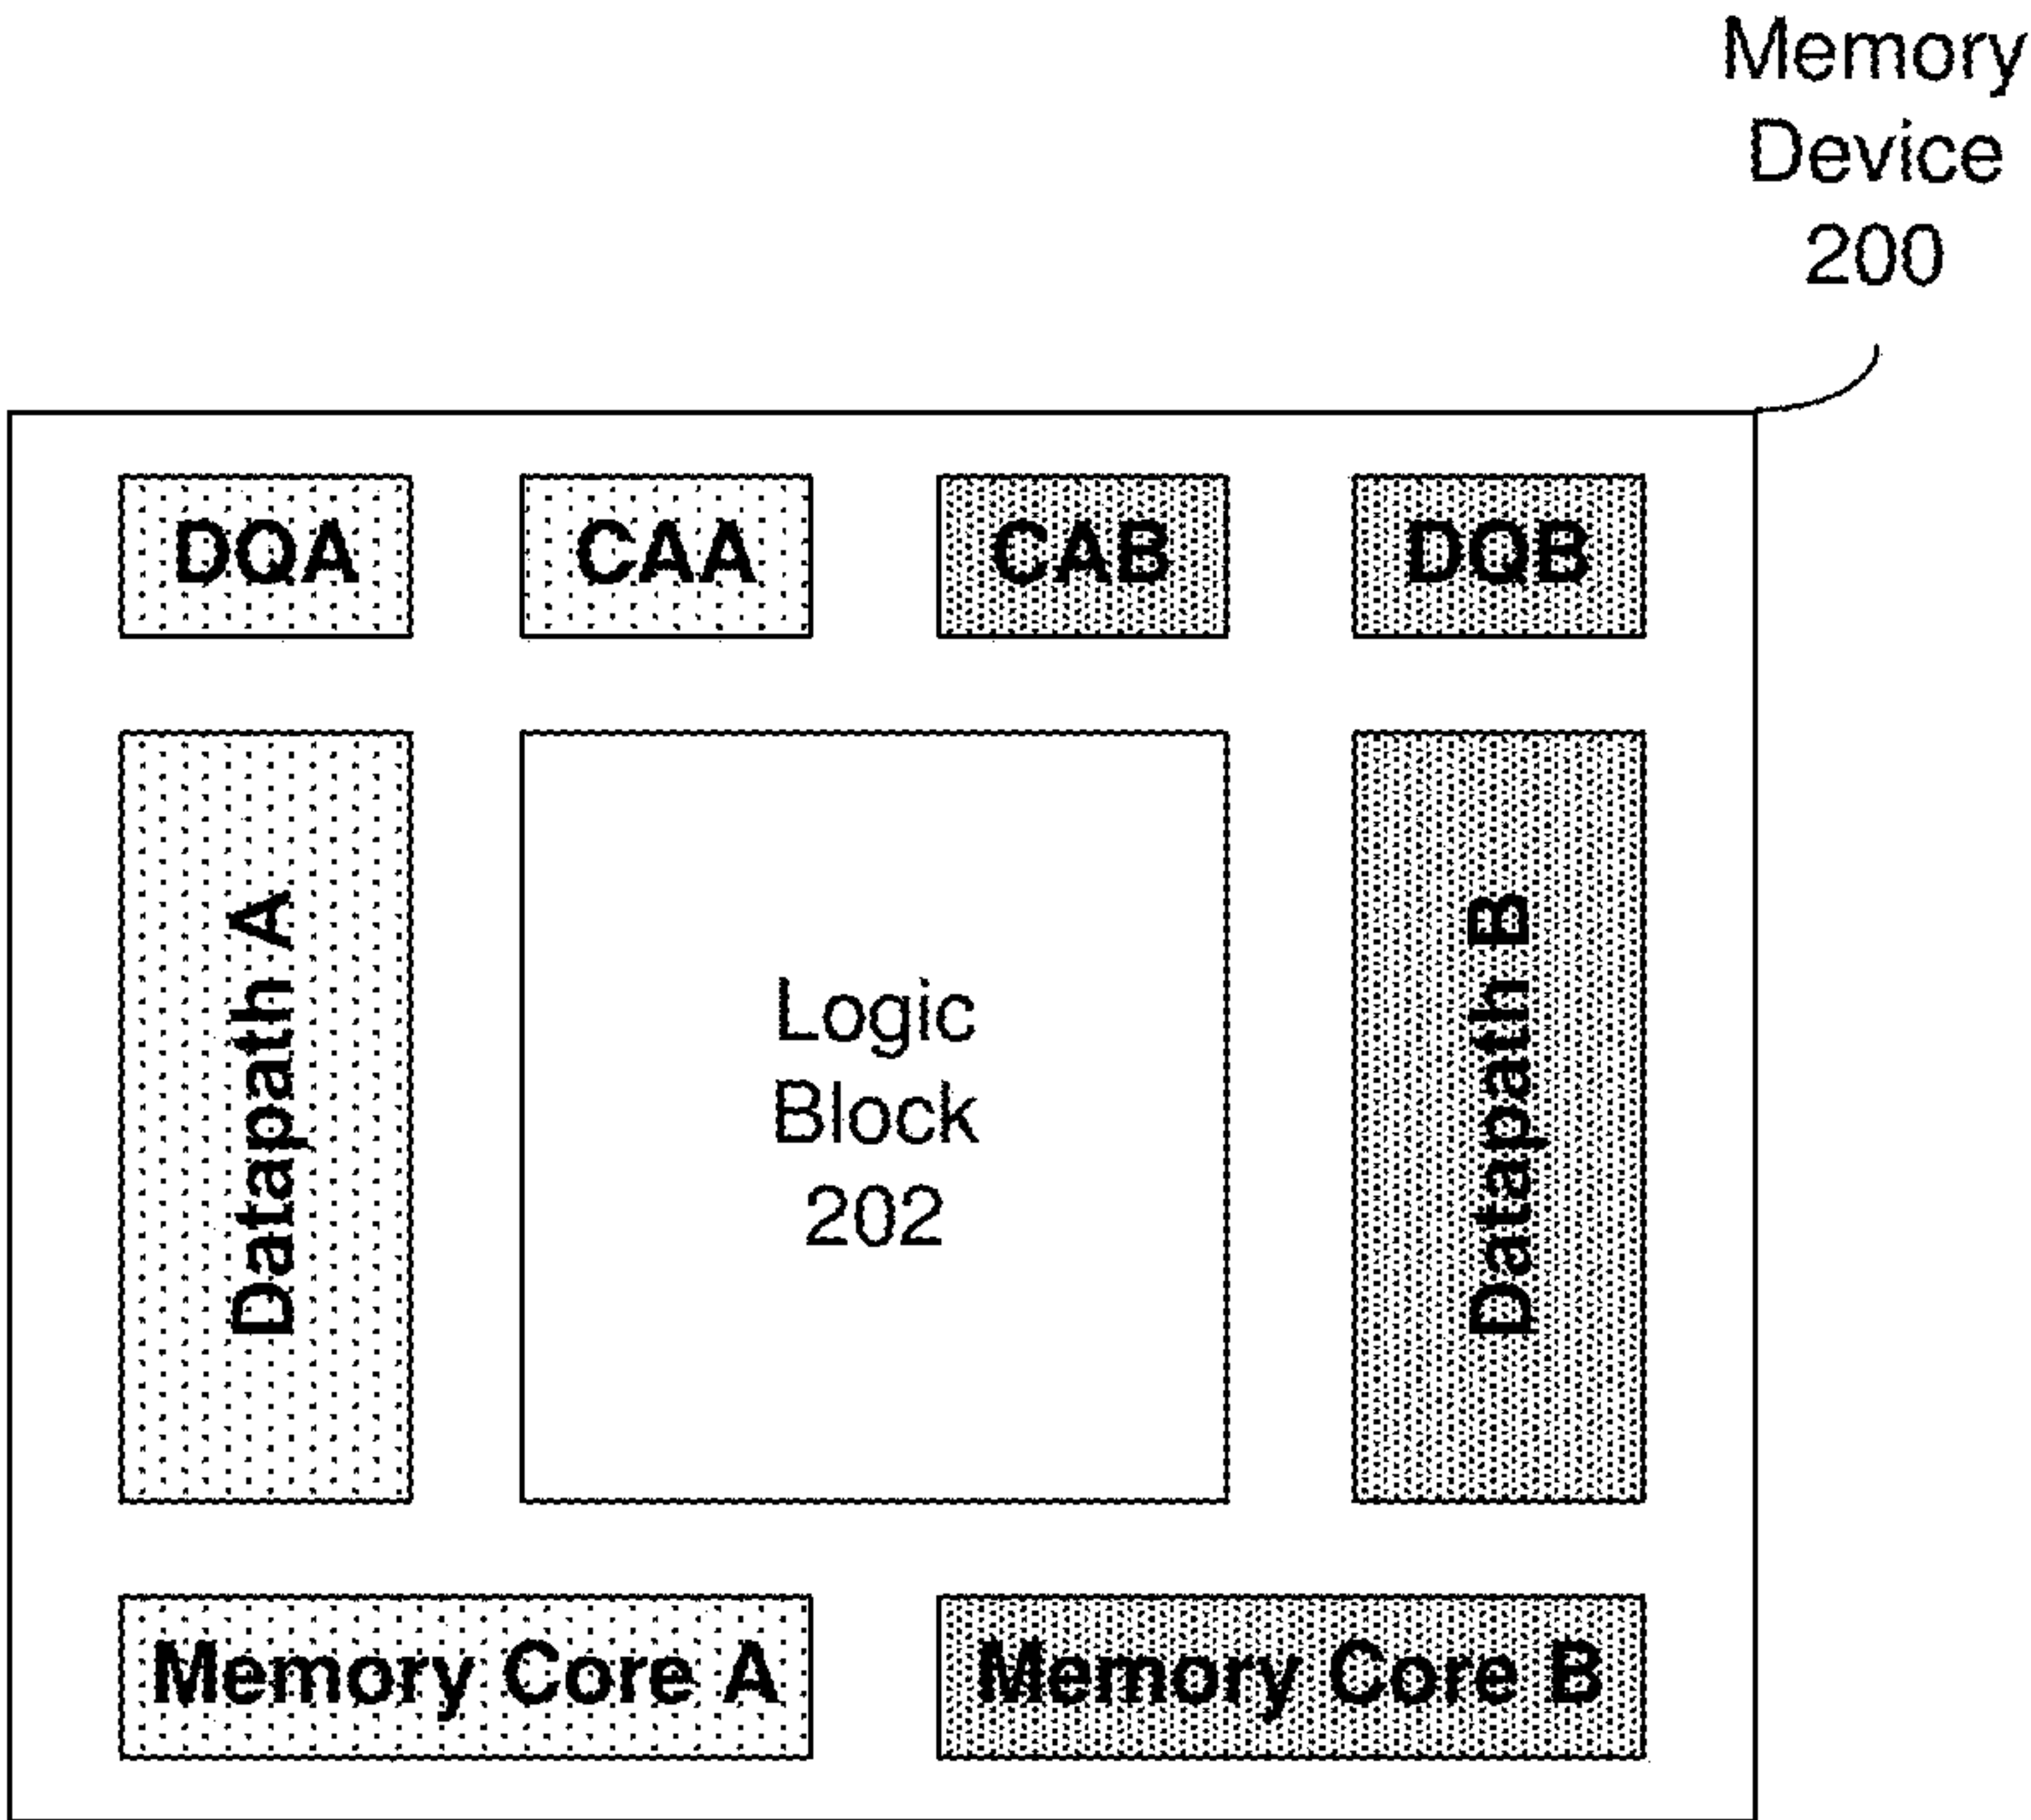 Memory
Device
200
DQA
CAA
CAB
DQB
Datapath A
Logic
Block
202
Datapath B
Memory Core A
Memory Core B